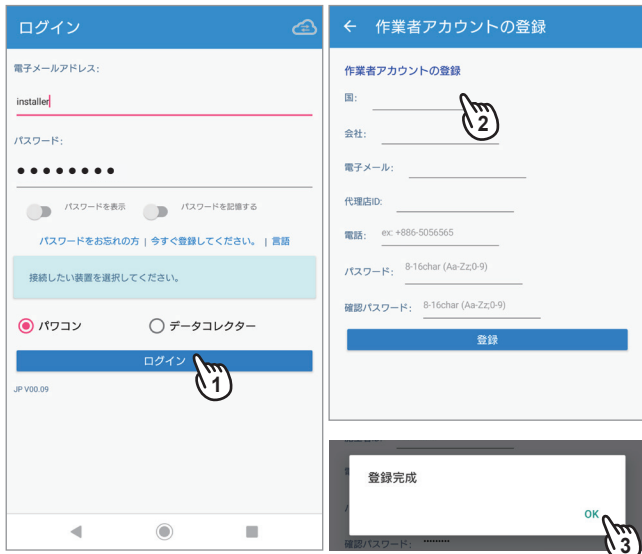 ログイン
電子メールアドレス:
installer
パスワード:
パスワードを表示 パスワードを記憶する
パスワードをお忘れの方 | 今すぐ登録してください。 | 言語
接続したい装置を選択してください。
パワコン データコレクター
ログイン
1
JP V00.09
← 作業者アカウントの登録
作業者アカウントの登録
国:
2
会社:
電子メール:
代理店ID:
電話: ex: +886-5056565
パスワード: 8-16char (Aa-Zz;0-9)
確認パスワード: 8-16char (Aa-Zz;0-9)
登録
登録完成
OK
3
確認パスワード: